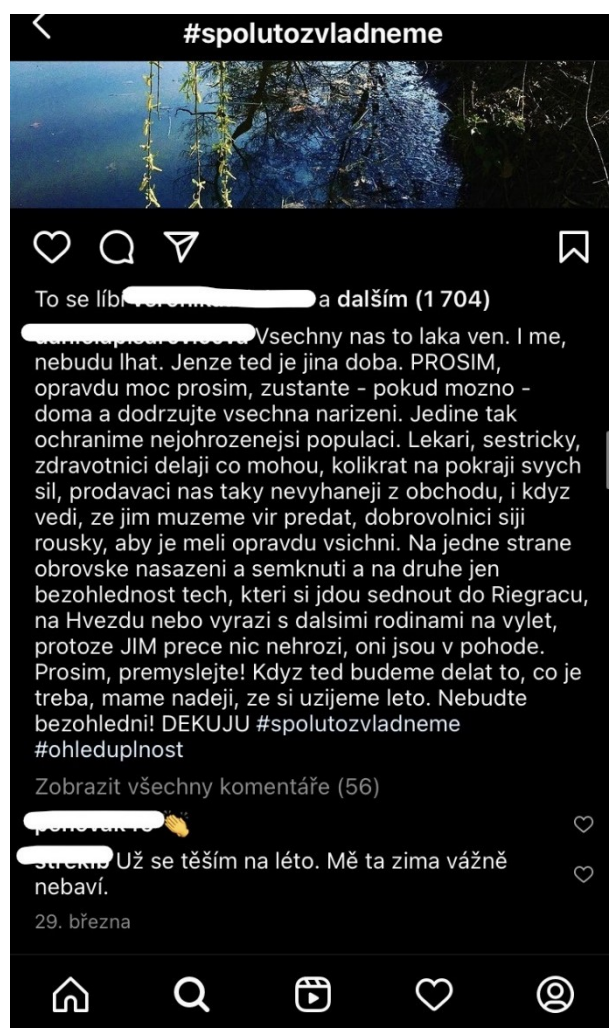 #spolutozvladneme
To se líbí a dalším (1 704)
Vsechny nas to laka ven. I me,
nebudu lhat. Jenze ted je jina doba. PROSIM,
opravdu moc prosim, zustante - pokud mozno -
doma a dodrzujte vsechna narizeni. Jedine tak
ochranime nejohrozenejsi populaci. Lekari, sestricky,
zdravotnici delaji co mohou, kolikrat na pokraji svych
sil, prodavaci nas taky nevyhaneji z obchodu, i kdyz
vedi, ze jim muzeme vir predat, dobrovolnici siji
rousky, aby je meli opravdu vsichni. Na jedne strane
obrovske nasazeni a semknuti a na druhe jen
bezohlednost tech, kteri si jdou sednout do Riegracu,
na Hvezdu nebo vyrazi s dalsimi rodinami na vylet,
protoze JIM prece nic nehrozi, oni jsou v pohode.
Prosim, premyslejte! Kdyz ted budeme delat to, co je
treba, mame nadeji, ze si uzijeme leto. Nebudte
bezohledni! DEKUJU #spolutozvladneme
#ohleduplnost
Zobrazit všechny komentáře (56)
👏
Už se těším na léto. Mě ta zima vážně
nebaví.
29. března